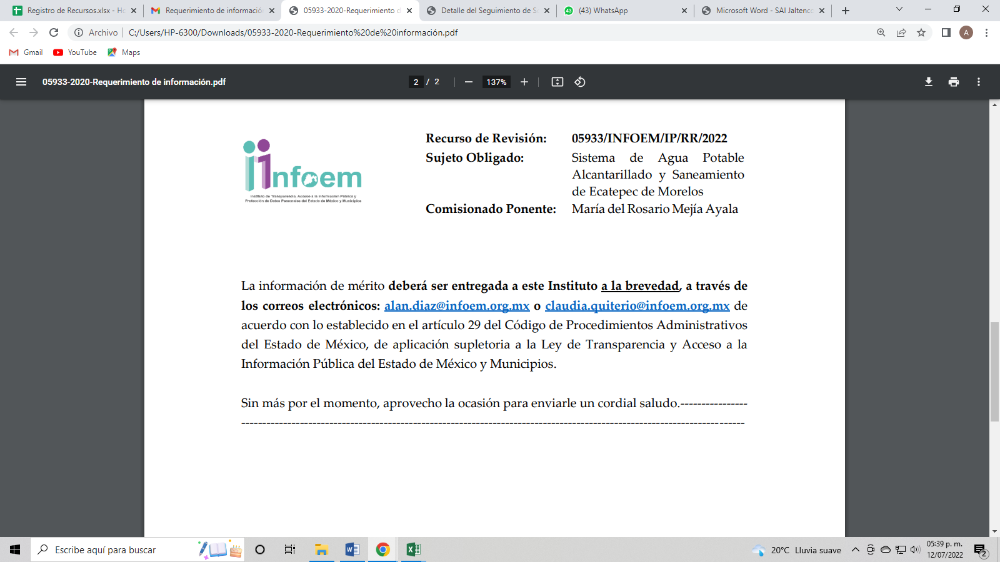 Registro de Recursos.xlsx - Ho
Requerimiento de informació
05933-2020-Requerimiento d
Detalle del Seguimiento de So
(43) WhatsApp
Microsoft Word - SAI Jaltenco
Archivo
C:/Users/HP-6300/Downloads/05933-2020-Requerimiento%20de%20información.pdf
A
Gmail
YouTube
Maps
05933-2020-Requerimiento de información.pdf
2 / 2
137%
infoem
Instituto de Transparencia, Acceso a la Información Pública y
Protección de Datos Personales del Estado de México y Municipios
Recurso de Revisión: 05933/INFOEM/IP/RR/2022
Sujeto Obligado: Sistema de Agua Potable
Alcantarillado y Saneamiento
de Ecatepec de Morelos
Comisionado Ponente: María del Rosario Mejía Ayala
La información de mérito deberá ser entregada a este Instituto a la brevedad, a través de
los correos electrónicos: alan.diaz@infoem.org.mx o claudia.quiterio@infoem.org.mx de
acuerdo con lo establecido en el artículo 29 del Código de Procedimientos Administrativos
del Estado de México, de aplicación supletoria a la Ley de Transparencia y Acceso a la
Información Pública del Estado de México y Municipios.
Sin más por el momento, aprovecho la ocasión para enviarle un cordial saludo.----------------
------------------------------------------------------------------------------------------------------------------------
Escribe aquí para buscar
20°C Lluvia suave
05:39 p. m.
12/07/2022
2